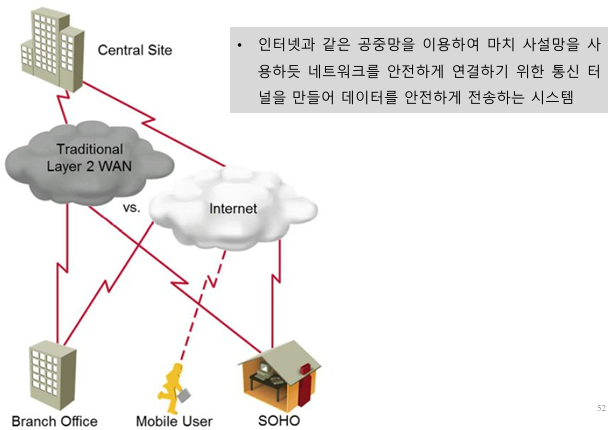 Central Site
• 인터넷과 같은 공중망을 이용하여 마치 사설망을 사
용하듯 네트워크를 안전하게 연결하기 위한 통신 터
널을 만들어 데이터를 안전하게 전송하는 시스템
Traditional
Layer 2 WAN
vs.
Internet
Branch Office
Mobile User
SOHO
52